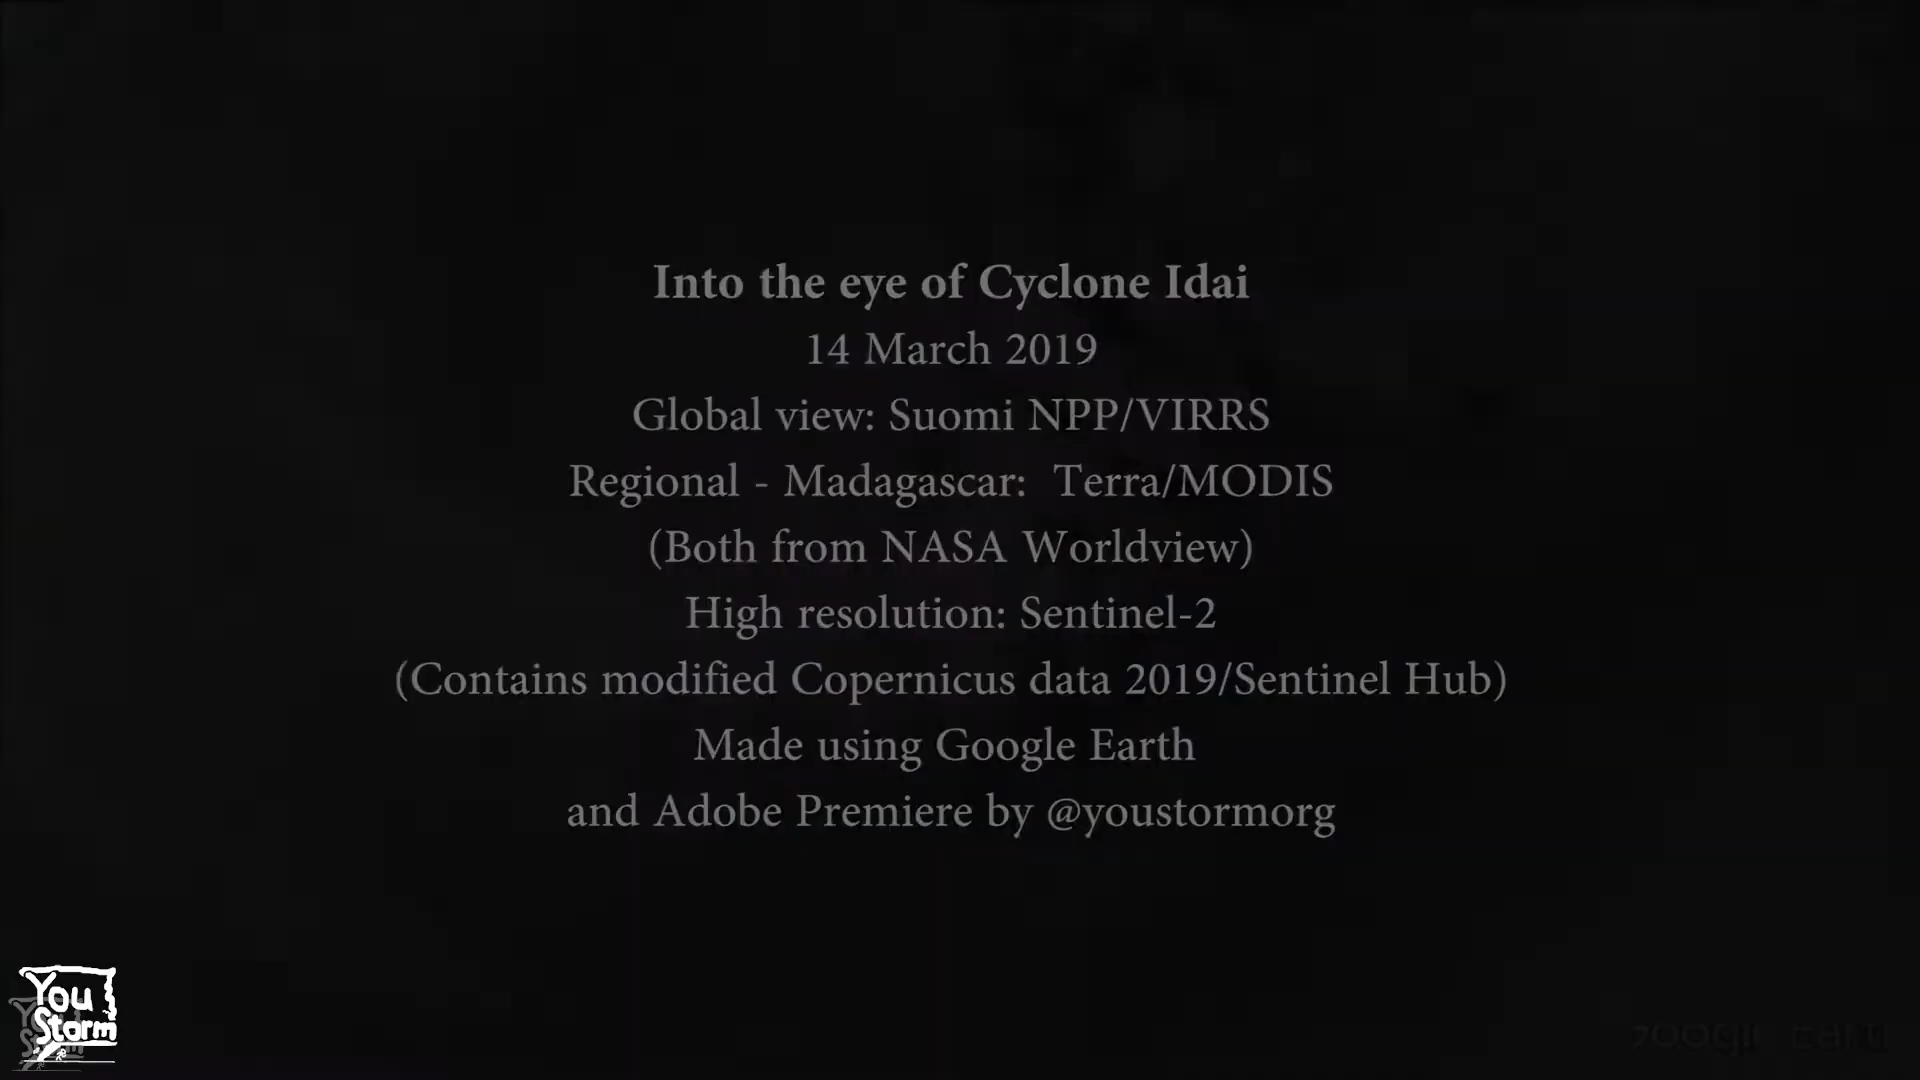 Into the eye of Cyclone Idai
14 March 2019
Global view: Suomi NPP/VIRRS
Regional - Madagascar: Terra/MODIS
(Both from NASA Worldview)
High resolution: Sentinel-2
(Contains modified Copernicus data 2019/Sentinel Hub)
Made using Google Earth
and Adobe Premiere by @youstormorg
You
Storm